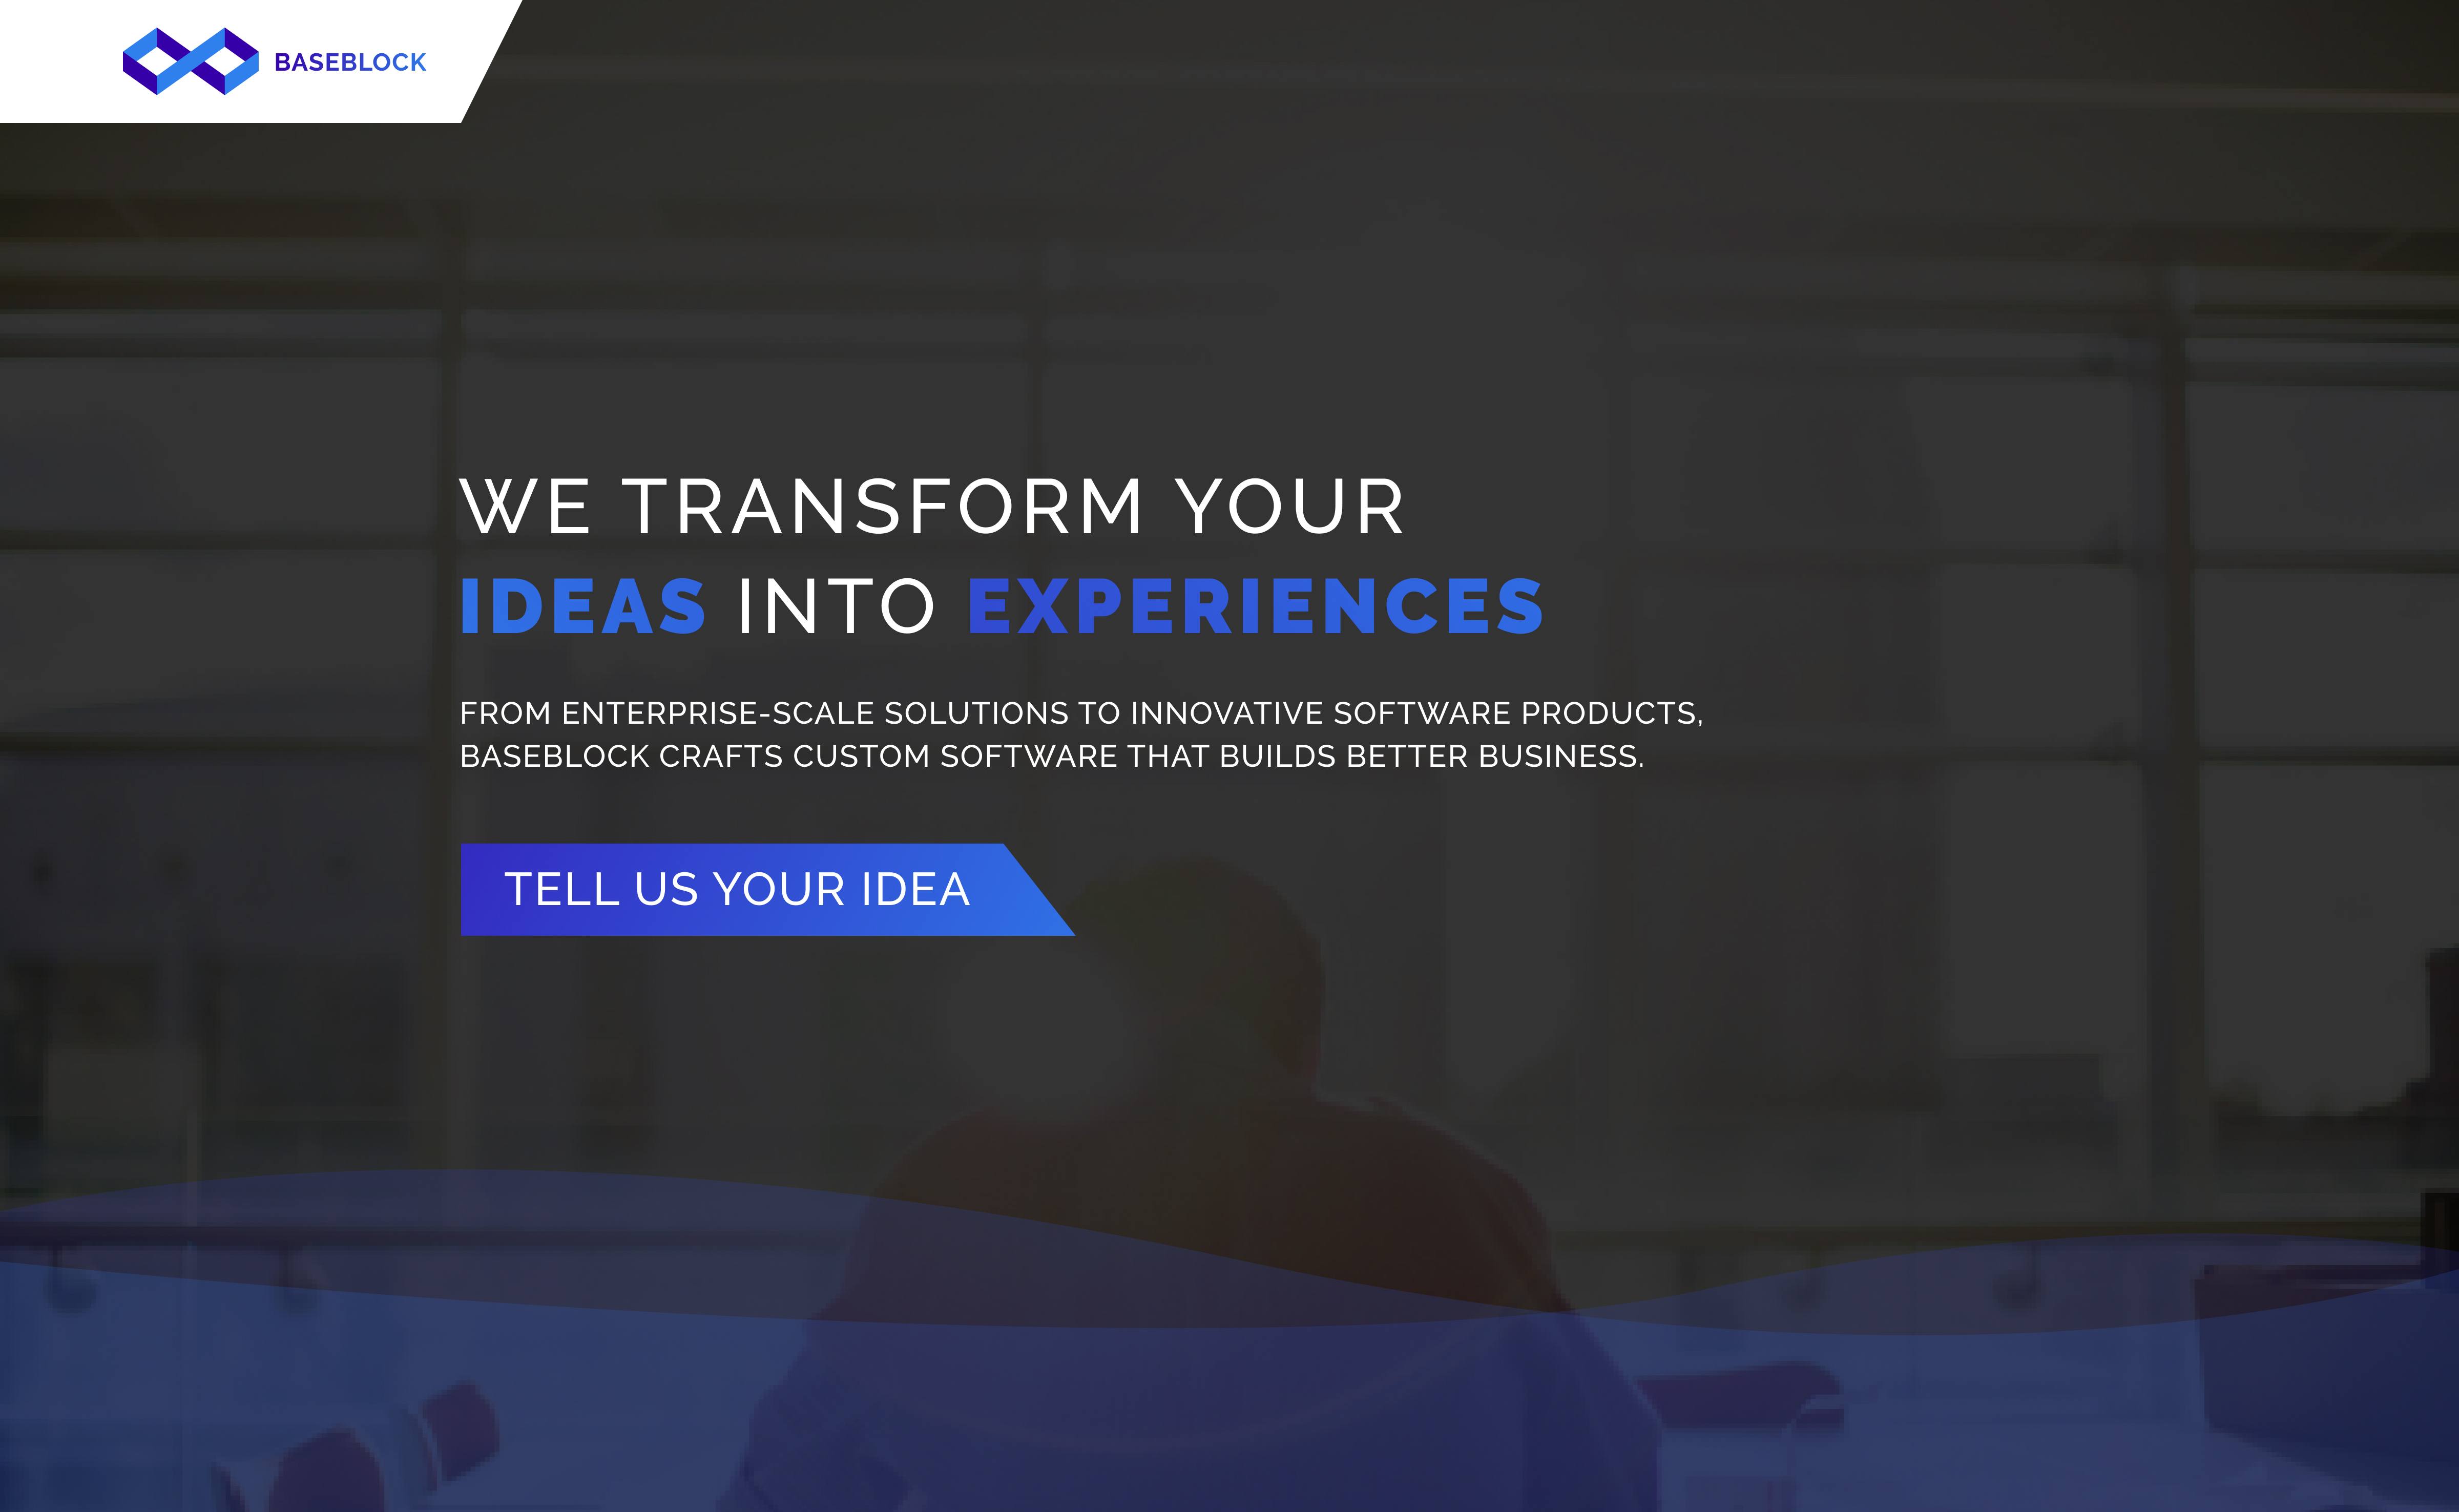 BASEBLOCK
WE TRANSFORM YOUR
IDEAS INTO EXPERIENCES
FROM ENTERPRISE-SCALE SOLUTIONS TO INNOVATIVE SOFTWARE PRODUCTS,
BASEBLOCK CRAFTS CUSTOM SOFTWARE THAT BUILDS BETTER BUSINESS.
TELL US YOUR IDEA